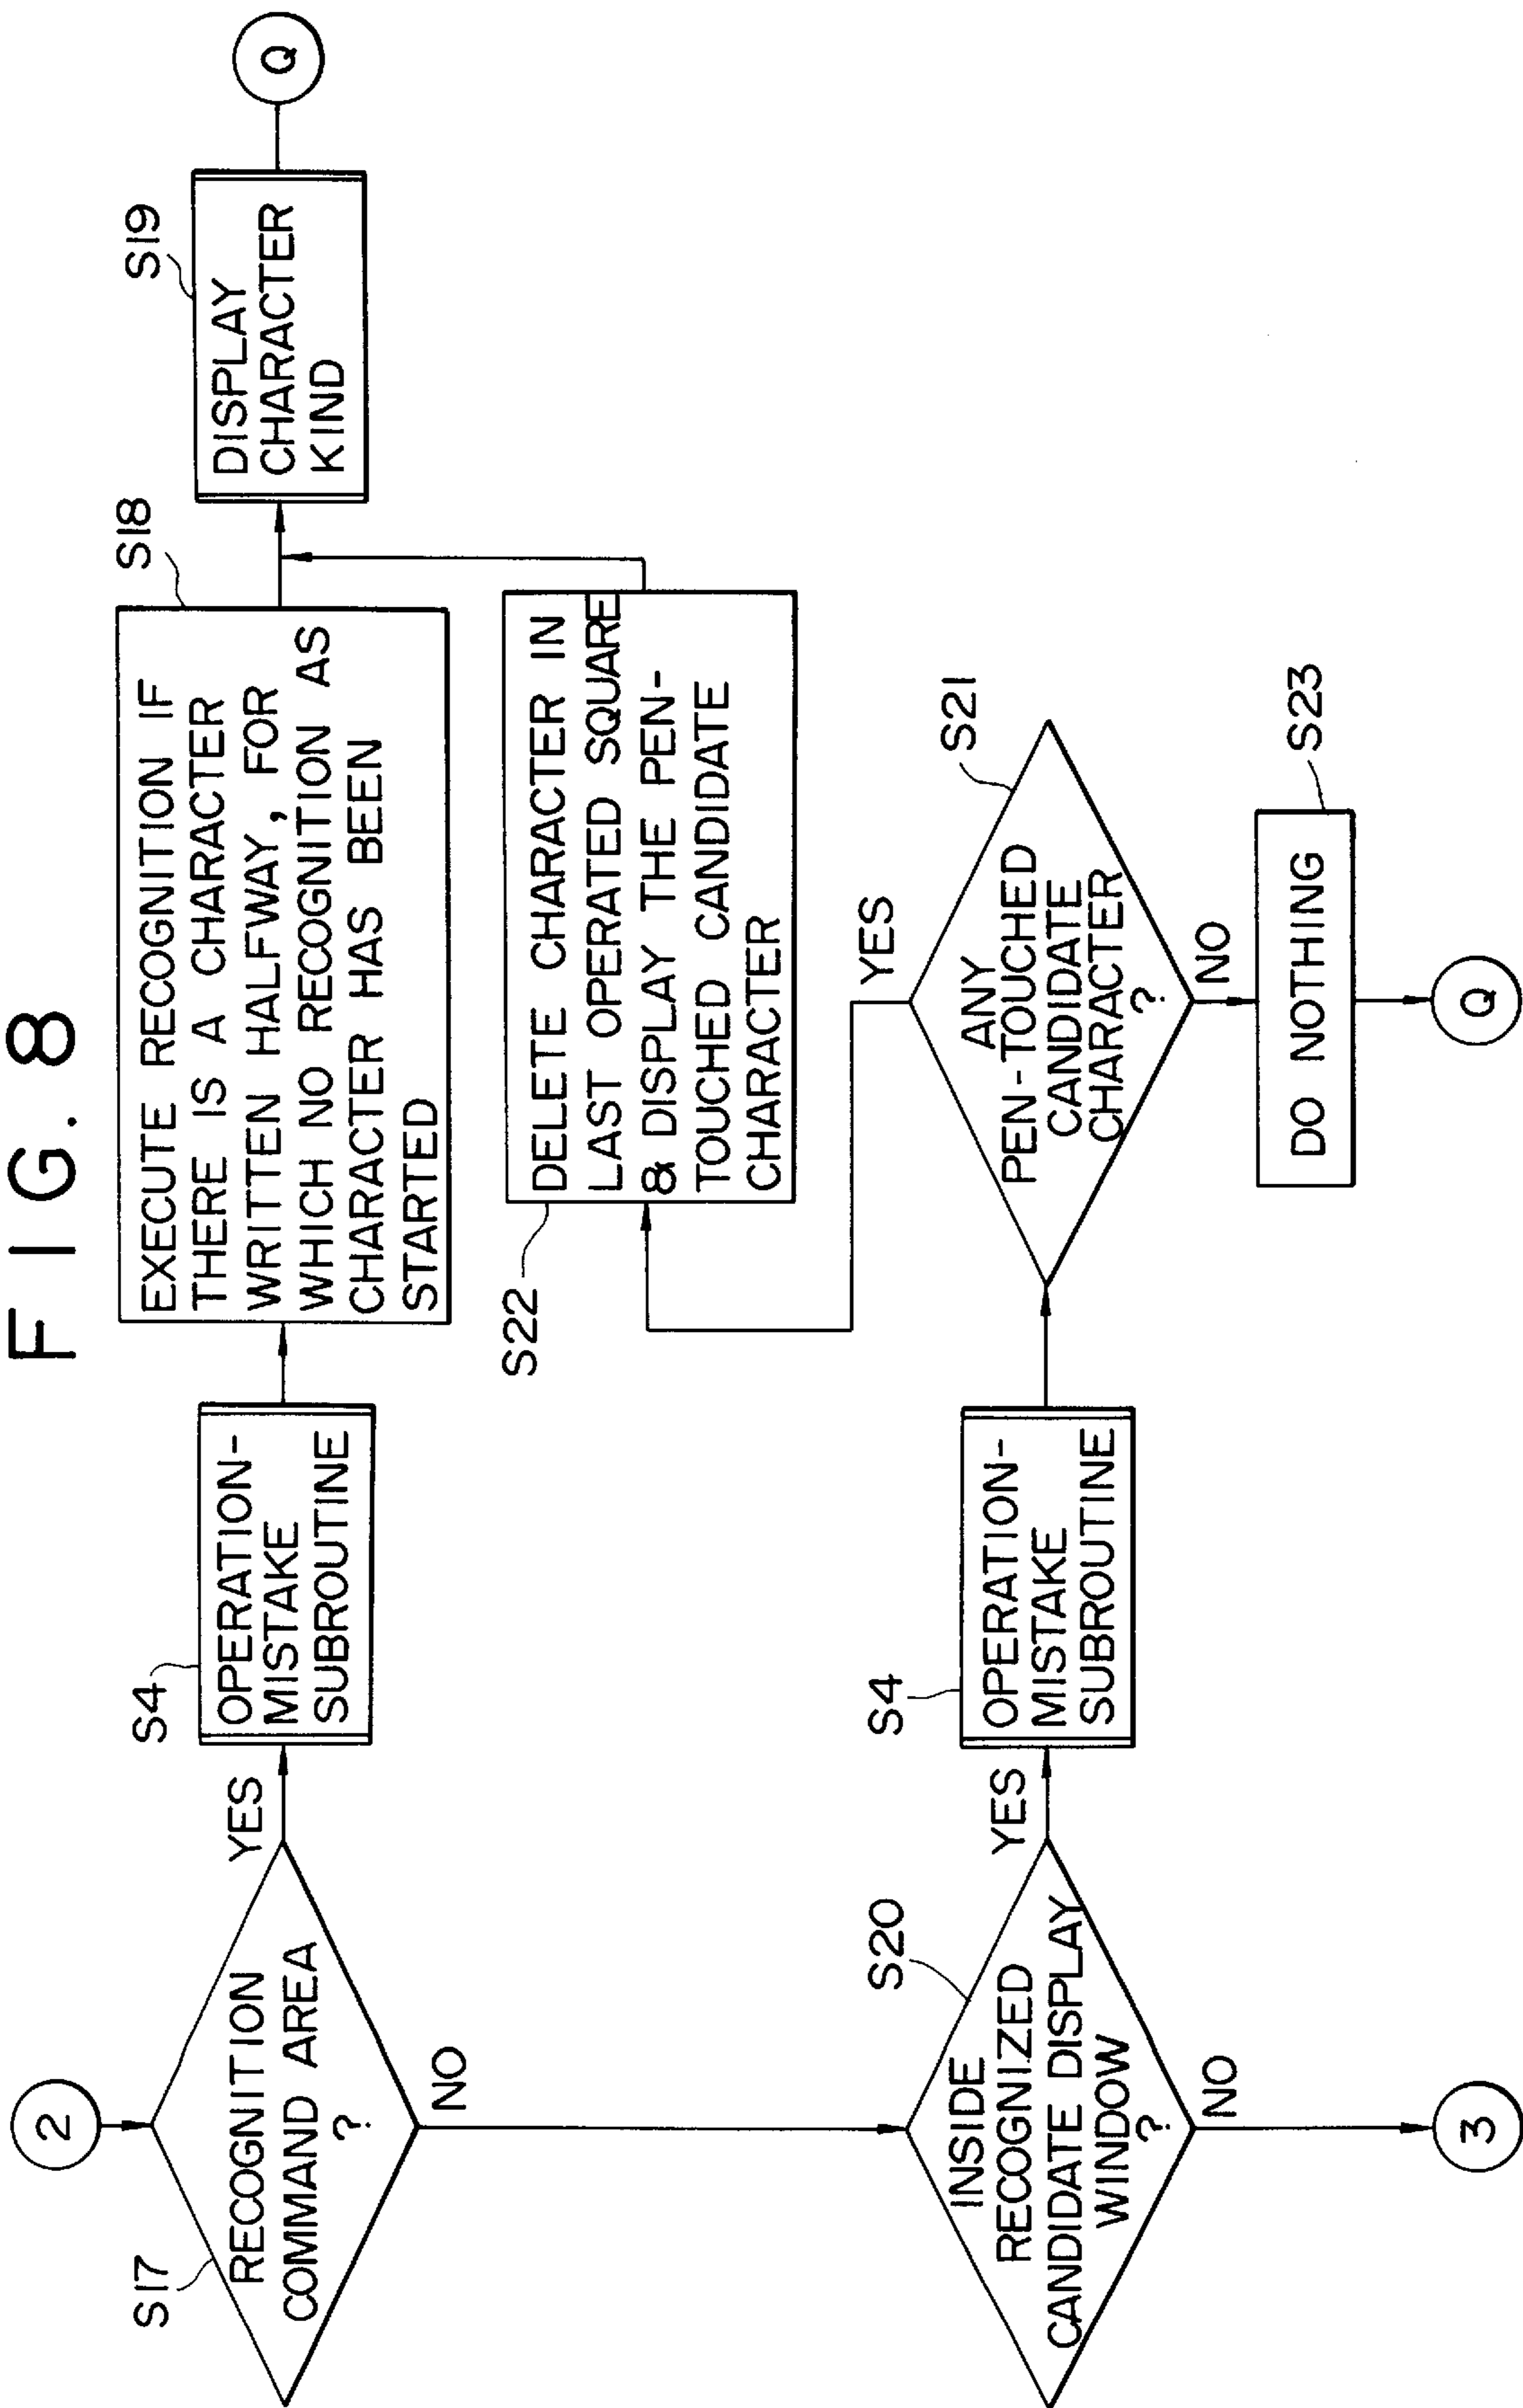 FIG. 8
2
S17
RECOGNITION
COMMAND AREA
?
YES
NO
S4
OPERATION-
MISTAKE
SUBROUTINE
S18
EXECUTE RECOGNITION IF
THERE IS A CHARACTER
WRITTEN HALFWAY, FOR
WHICH NO RECOGNITION AS
CHARACTER HAS BEEN
STARTED
S19
DISPLAY
CHARACTER
KIND
Q
S22
DELETE CHARACTER IN
LAST OPERATED SQUARE
& DISPLAY THE PEN-
TOUCHED CANDIDATE
CHARACTER
S20
INSIDE
RECOGNIZED
CANDIDATE DISPLAY
WINDOW
?
YES
NO
3
S4
OPERATION-
MISTAKE
SUBROUTINE
S21
ANY
PEN-TOUCHED
CANDIDATE
CHARACTER
?
YES
NO
S23
DO NOTHING
Q